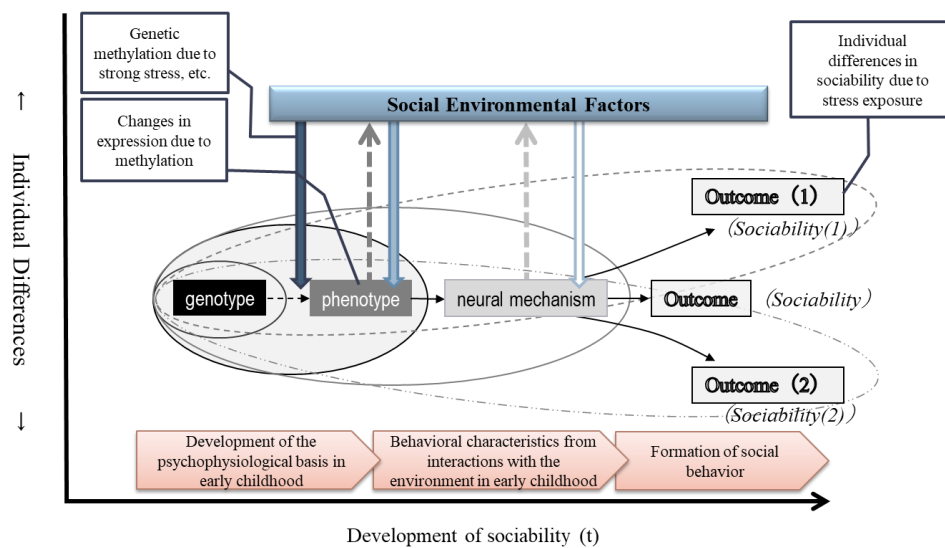 Genetic
methylation due to
strong stress, etc.
Changes in
expression due to
methylation
Individual
differences in
sociability due to
stress exposure
Social Environmental Factors
← Individual Differences →
genotype
phenotype
neural mechanism
Outcome（1）
(Sociability(1)）
Outcome
(Sociability）
Outcome（2）
(Sociability(2)）
Development of the
psychophysiological basis in
early childhood
Behavioral characteristics from
interactions with the
environment in early childhood
Formation of social
behavior
Development of sociability (t)